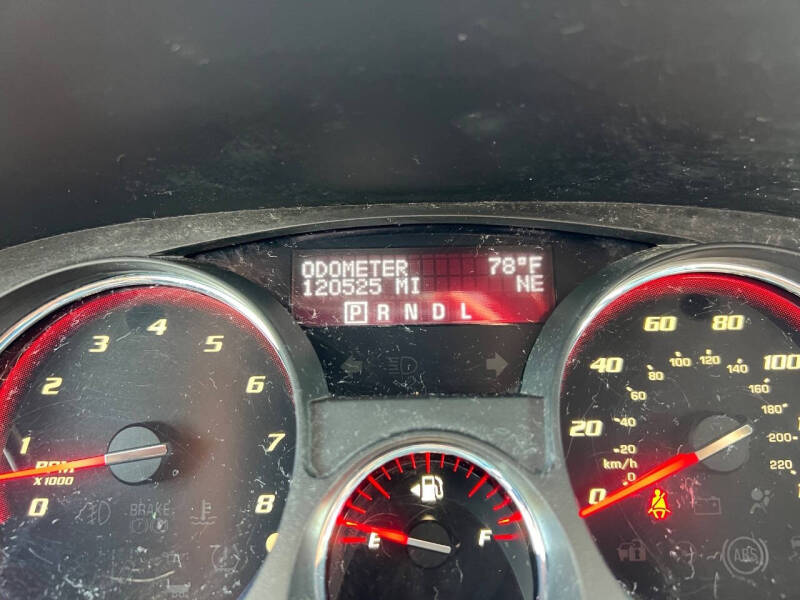 ODOMETER 78°F
120525 MI NE
P R N D L
0 1 2 3 4 5 6 7 8
RPM
X1000
BRAKE
E F
0 20 40 60 80 100
0 20 40 60 80 100 120 140 160 180 200 220
km/h
ABS